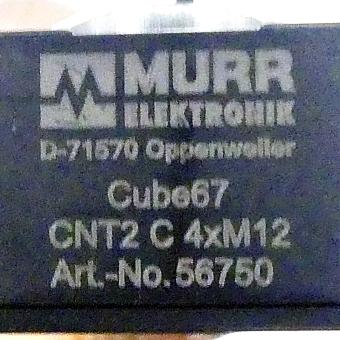 MURR
ELEKTRONIK
D-71570 Oppenweiler
Cube67
CNT2 C 4xM12
Art.-No. 56750